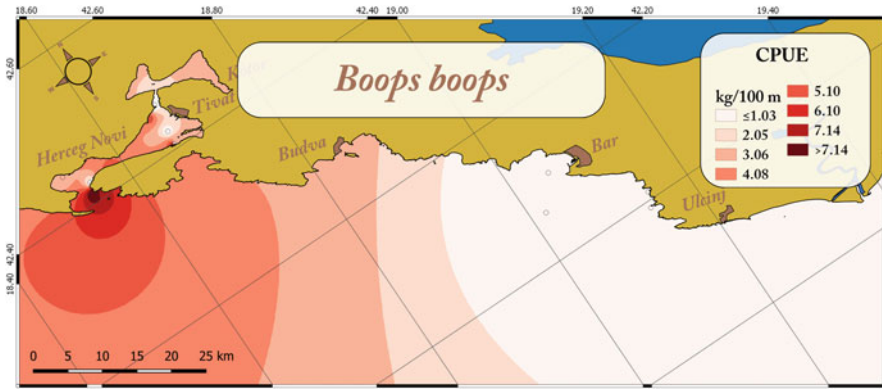 18.60 42.60 18.80 42.40 19.00 19.20 42.20 19.40
42.60
Boops boops
CPUE
kg/100 m
≤1.03
2.05
3.06
4.08
5.10
6.10
7.14
>7.14
Kotor
Tivat
Herceg Novi
Budva
Bar
Ulcinj
42.40
18.40
0 5 10 15 20 25 km